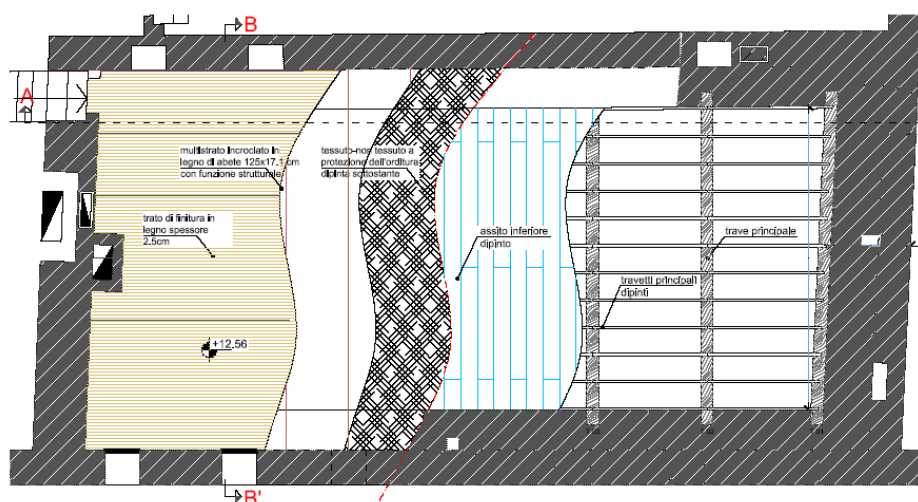 B
A
multistrato incrociato in
legno di abete 125x17.1 cm
con funzione strutturale
tessuto-non tessuto a
protezione dell'orditura
dipinta sottostante
trato di finitura in
legno spessore
2.5cm
assito inferiore
dipinto
trave principale
travetti principali
dipinti
+12.56
B'